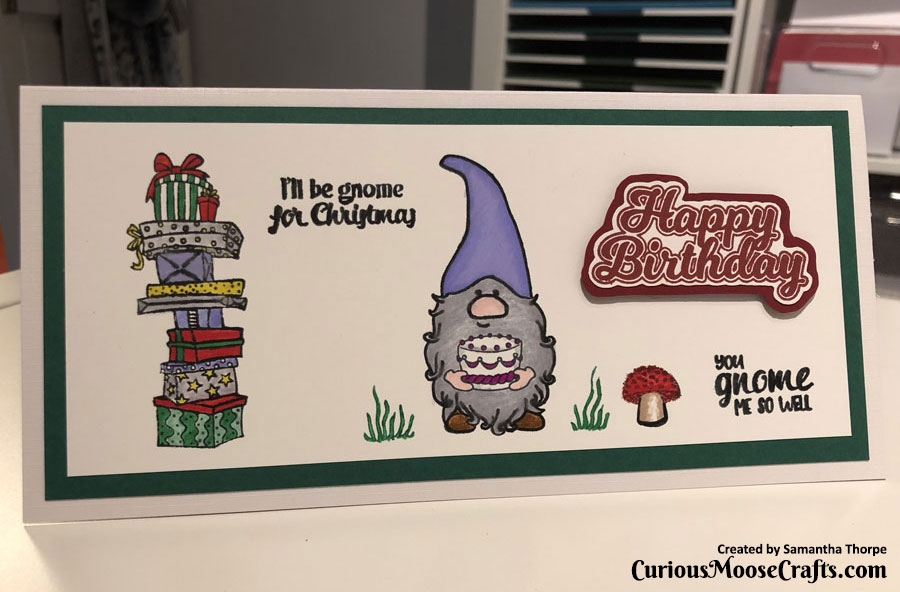 I'll be gnome
for Christmas
Happy
Birthday
you
gnome
ME SO WELL
Created by Samantha Thorpe
CuriousMooseCrafts.com